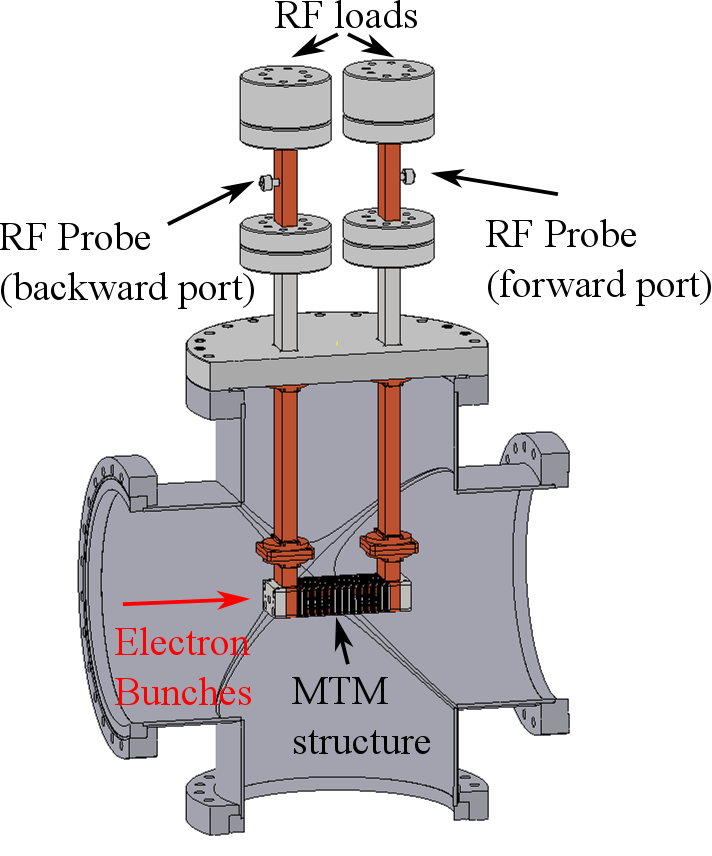 RF loads
RF Probe
(backward port)
RF Probe
(forward port)
Electron
Bunches
MTM
structure